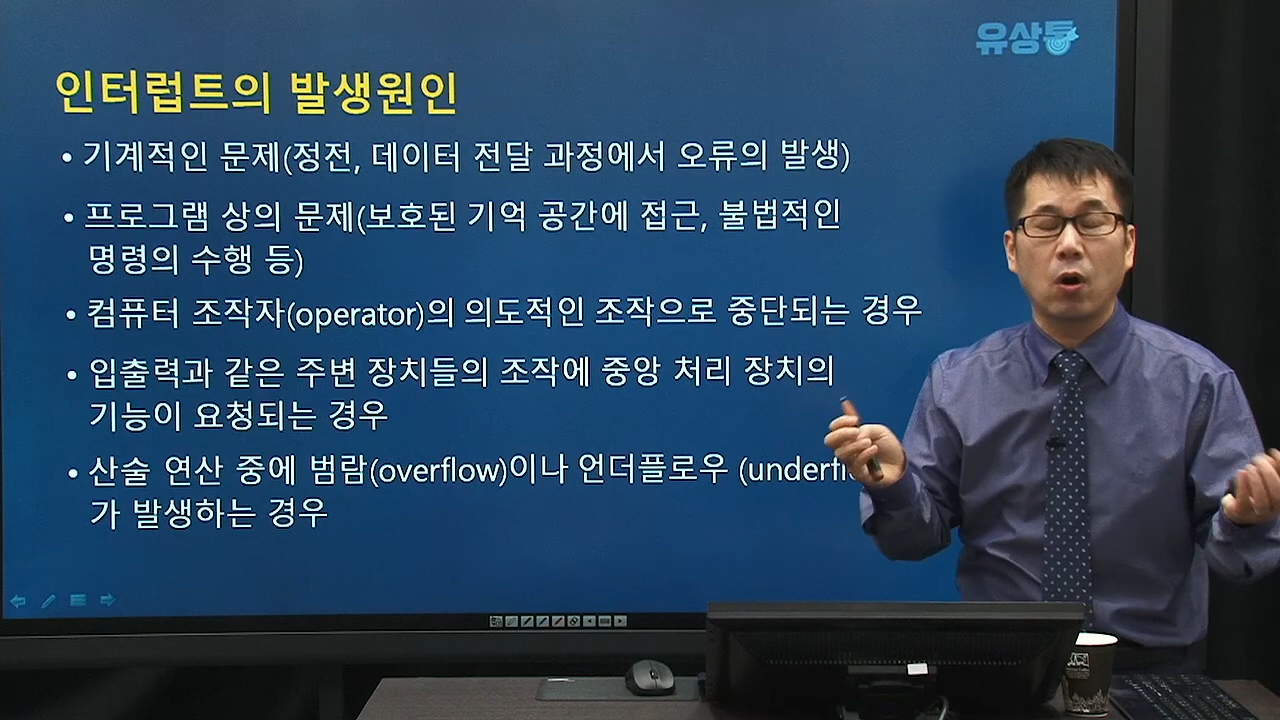 유상통
인터럽트의 발생원인
• 기계적인 문제(정전, 데이터 전달 과정에서 오류의 발생)
• 프로그램 상의 문제(보호된 기억 공간에 접근, 불법적인
명령의 수행 등)
• 컴퓨터 조작자(operator)의 의도적인 조작으로 중단되는 경우
• 입출력과 같은 주변 장치들의 조작에 중앙 처리 장치의
기능이 요청되는 경우
• 산술 연산 중에 범람(overflow)이나 언더플로우
가 발생하는 경우